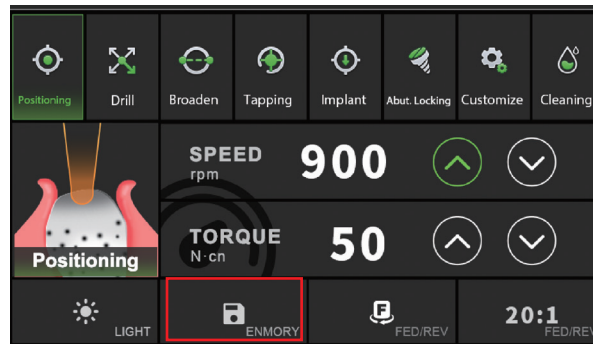 Positioning Drill Broaden Tapping Implant Abut. Locking Customize Cleaning
SPEED 900
rpm
TORQUE 50
N·cn
Positioning
LIGHT ENMORY F FED/REV 20:1 FED/REV